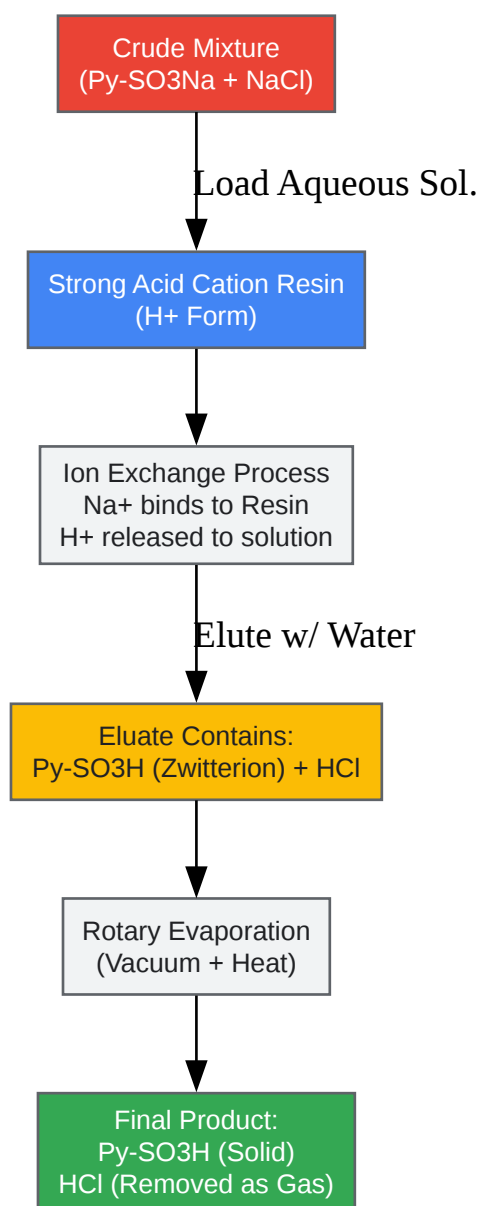 Crude Mixture
(Py-SO3Na + NaCl)
Load Aqueous Sol.
Strong Acid Cation Resin
(H+ Form)
Ion Exchange Process
Na+ binds to Resin
H+ released to solution
Elute w/ Water
Eluate Contains:
Py-SO3H (Zwitterion) + HCl
Rotary Evaporation
(Vacuum + Heat)
Final Product:
Py-SO3H (Solid)
HCl (Removed as Gas)